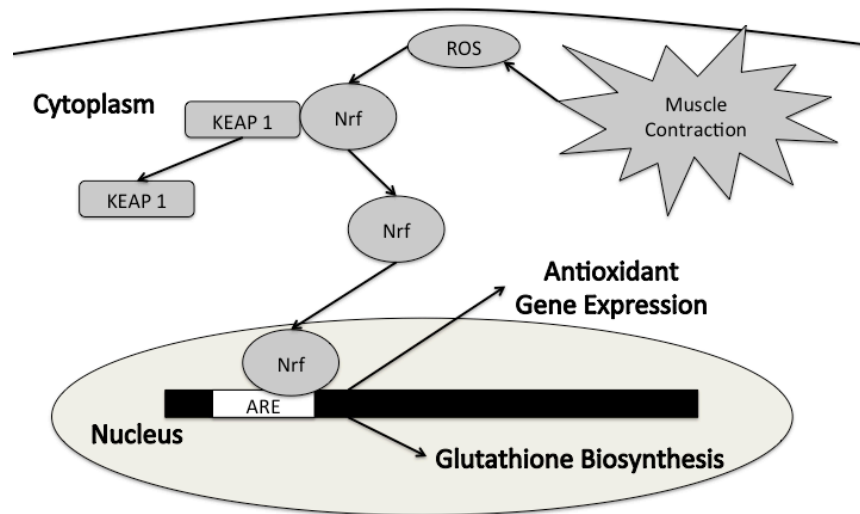 ROS
Muscle
Contraction
Cytoplasm
KEAP 1
Nrf
KEAP 1
Nrf
Antioxidant
Gene Expression
Nrf
ARE
Nucleus
Glutathione Biosynthesis